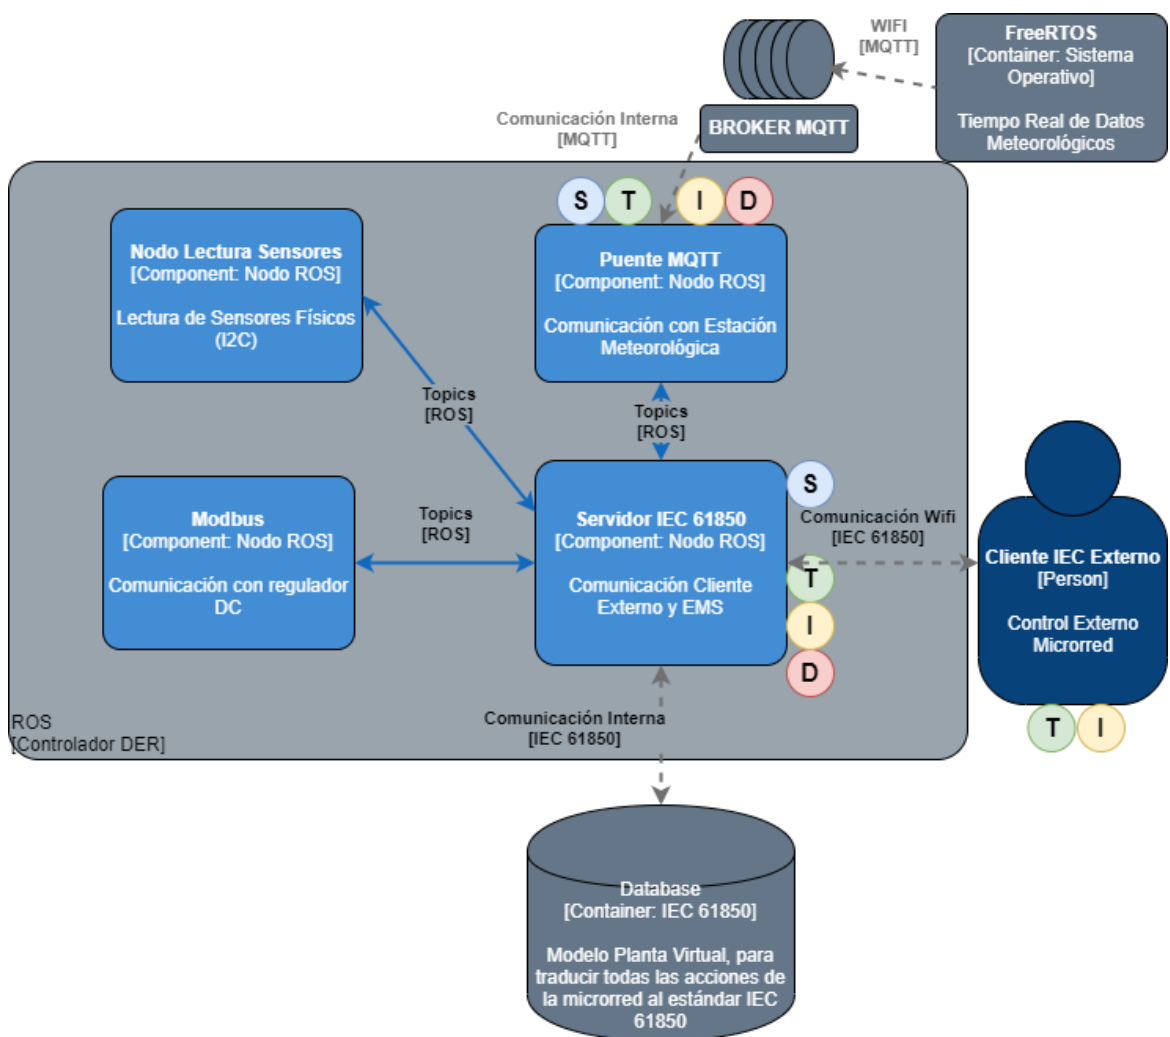 WIFI
[MQTT]
FreeRTOS
[Container: Sistema
Operativo]
Tiempo Real de Datos
Meteorológicos
BROKER MQTT
Comunicación Interna
[MQTT]
S
T
I
D
Nodo Lectura Sensores
[Component: Nodo ROS]
Lectura de Sensores Físicos
(I2C)
Puente MQTT
[Component: Nodo ROS]
Comunicación con Estación
Meteorológica
Topics
[ROS]
Topics
[ROS]
Modbus
[Component: Nodo ROS]
Comunicación con regulador
DC
Topics
[ROS]
Servidor IEC 61850
[Component: Nodo ROS]
Comunicación Cliente
Externo y EMS
S
Comunicación Wifi
[IEC 61850]
T
I
D
Cliente IEC Externo
[Person]
Control Externo
Microrred
T
I
ROS
[Controlador DER]
Comunicación Interna
[IEC 61850]
Database
[Container: IEC 61850]
Modelo Planta Virtual, para
traducir todas las acciones de
la microrred al estándar IEC
61850